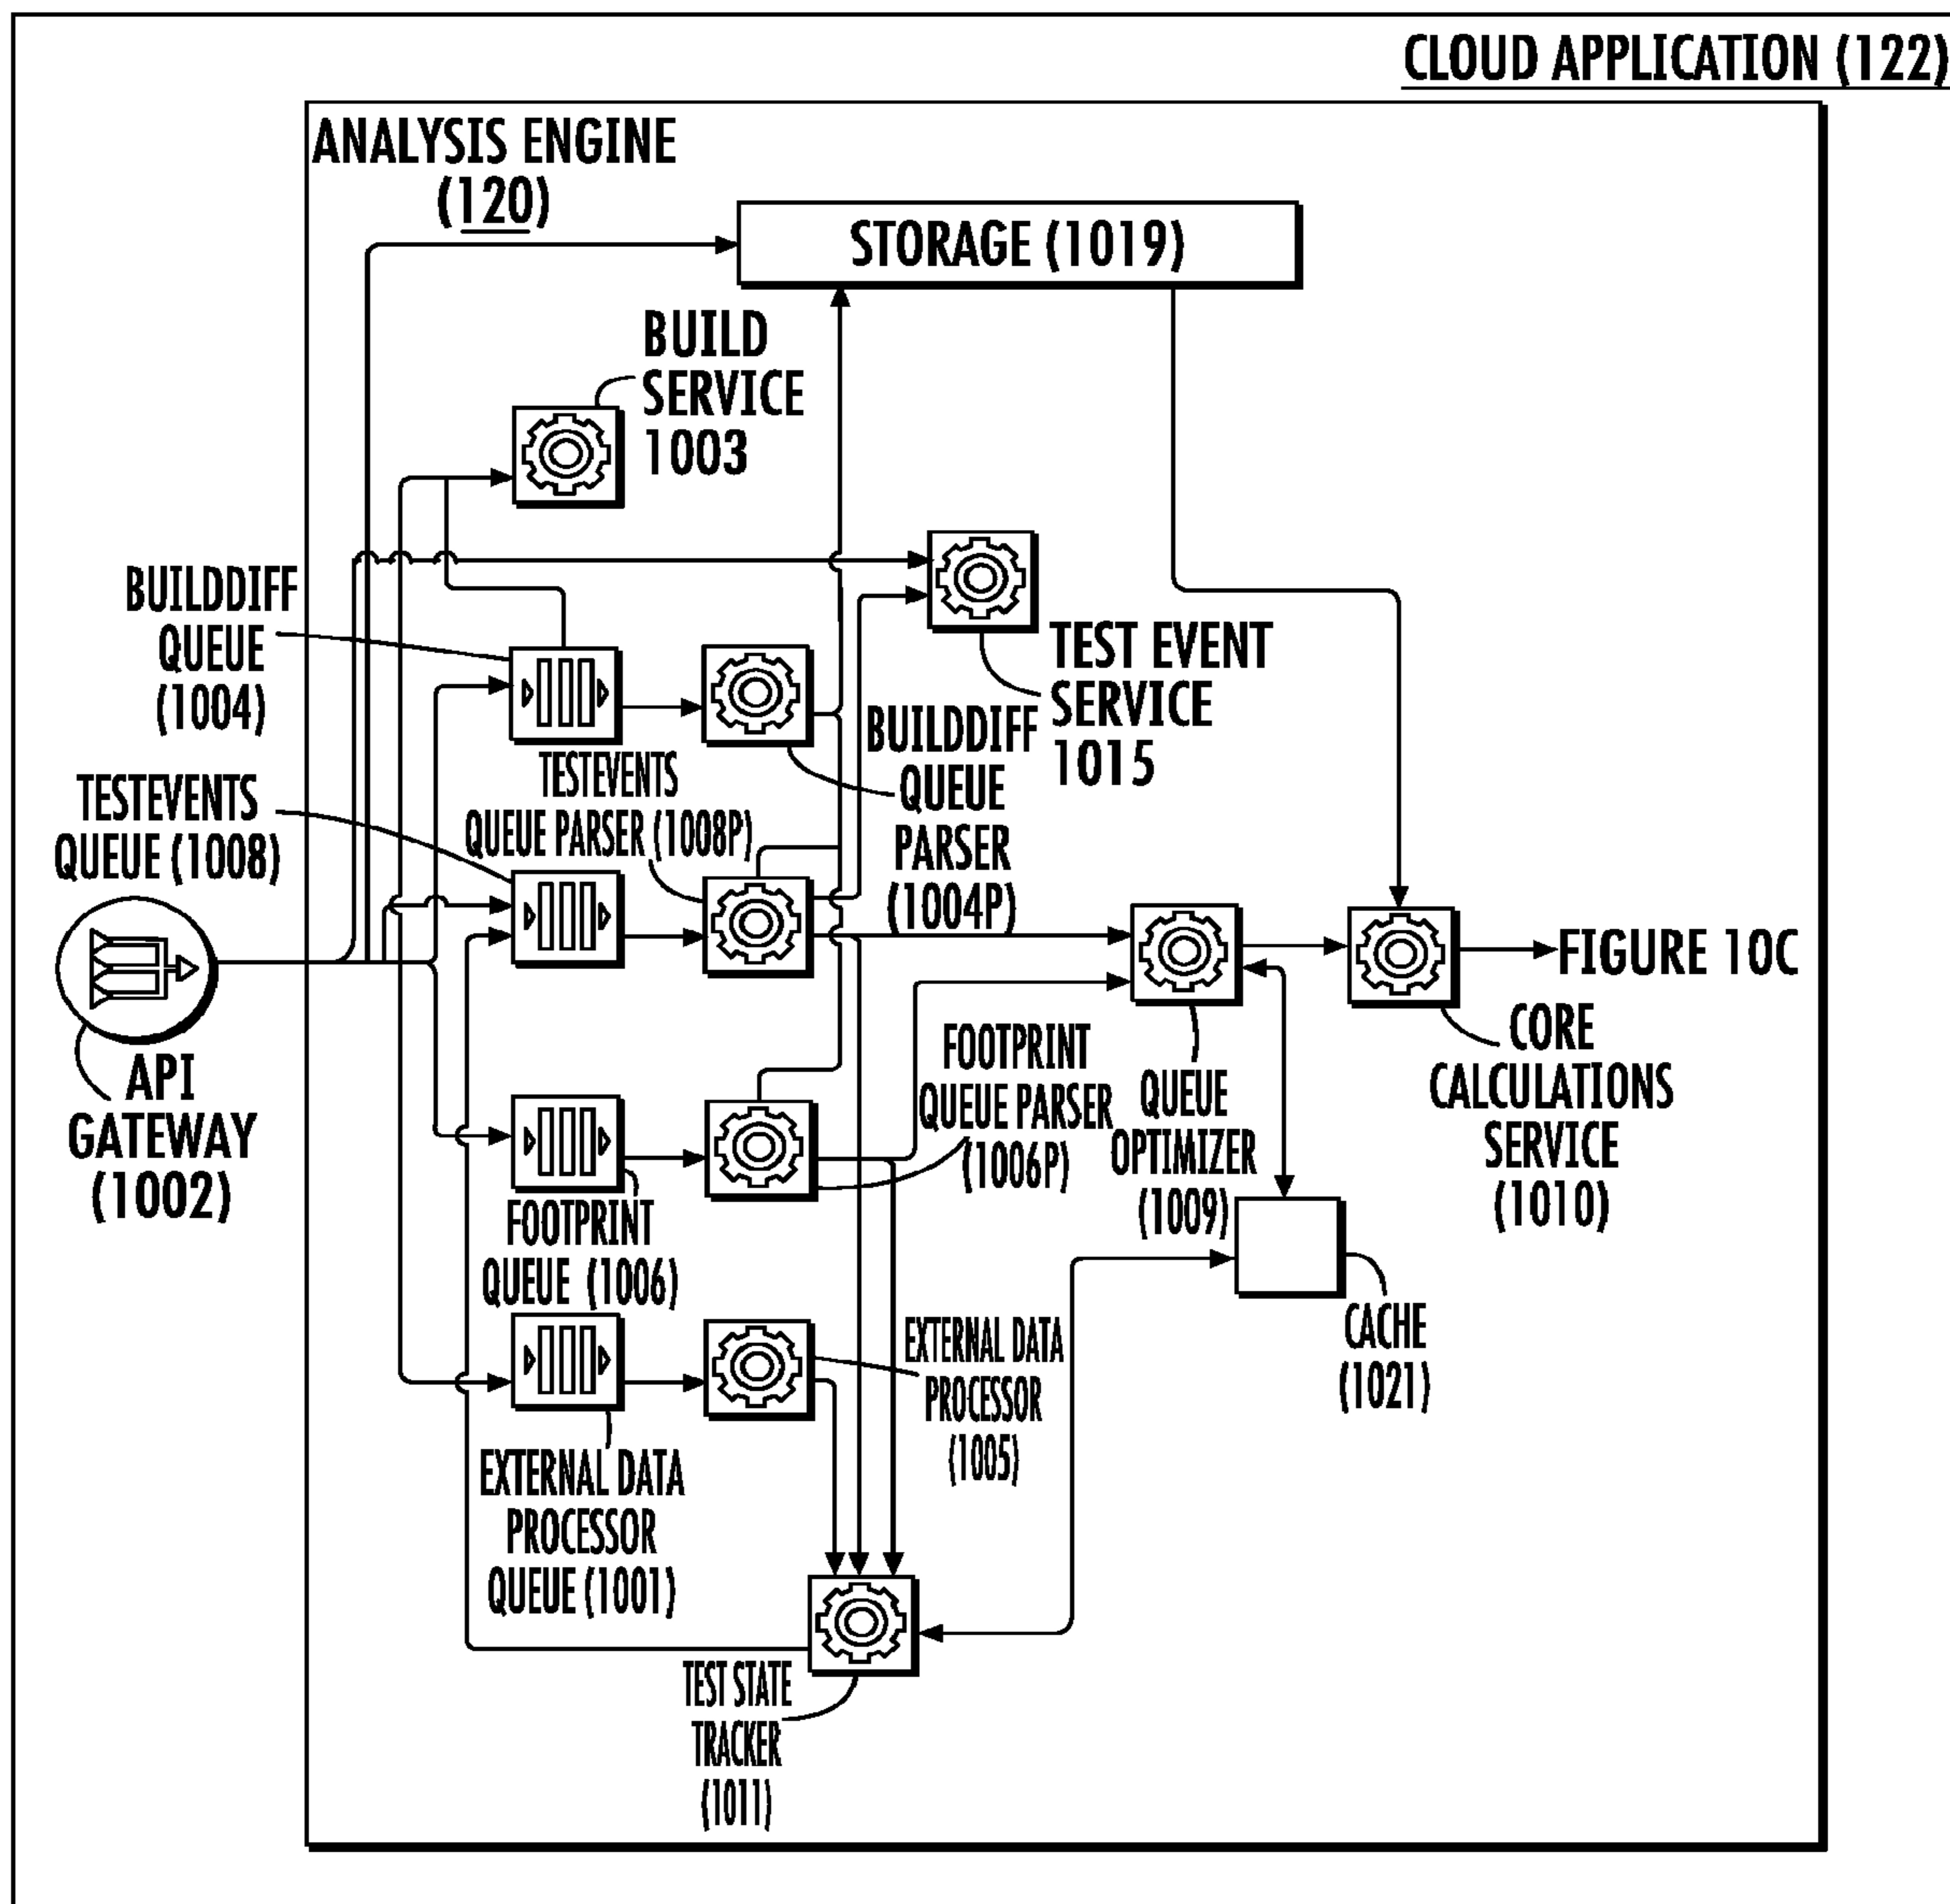 CLOUD APPLICATION (122)
ANALYSIS ENGINE
(120)
STORAGE (1019)
BUILD
SERVICE
1003
BUILDDIFF
QUEUE
(1004)
TEST EVENT
SERVICE
1015
BUILDDIFF
QUEUE
PARSER
(1004P)
TESTEVENTS
QUEUE PARSER (1008P)
TESTEVENTS
QUEUE (1008)
API
GATEWAY
(1002)
FIGURE 10C
CORE
CALCULATIONS
SERVICE
(1010)
FOOTPRINT
QUEUE PARSER
(1006P)
QUEUE
OPTIMIZER
(1009)
FOOTPRINT
QUEUE (1006)
CACHE
(1021)
EXTERNAL DATA
PROCESSOR
(1005)
EXTERNAL DATA
PROCESSOR
QUEUE (1001)
TEST STATE
TRACKER
(1011)